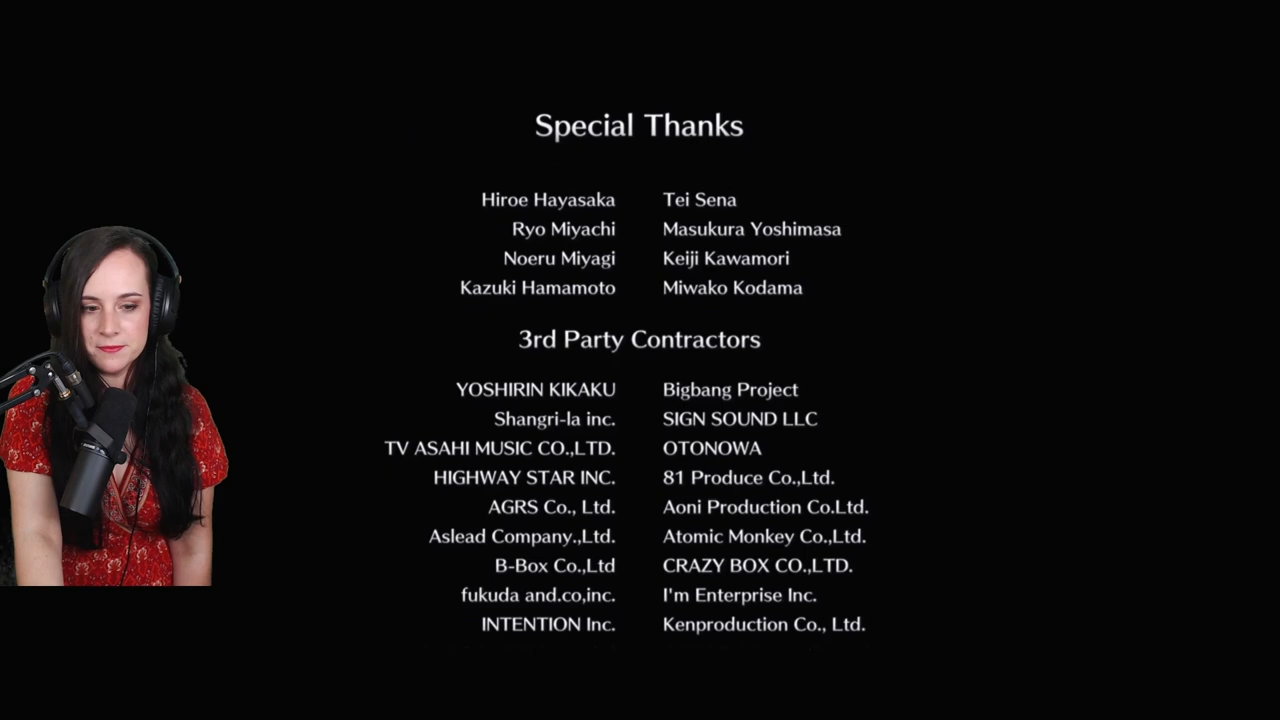 Special Thanks
Hiroe Hayasaka Tei Sena
Ryo Miyachi Masukura Yoshimasa
Noeru Miyagi Keiji Kawamori
Kazuki Hamamoto Miwako Kodama
3rd Party Contractors
YOSHIRIN KIKAKU Bigbang Project
Shangri-la inc. SIGN SOUND LLC
TV ASAHI MUSIC CO.,LTD. OTONOWA
HIGHWAY STAR INC. 81 Produce Co.,Ltd.
AGRS Co., Ltd. Aoni Production Co.Ltd.
Aslead Company.,Ltd. Atomic Monkey Co.,Ltd.
B-Box Co.,Ltd CRAZY BOX CO.,LTD.
fukuda and.co,inc. I'm Enterprise Inc.
INTENTION Inc. Kenproduction Co., Ltd.